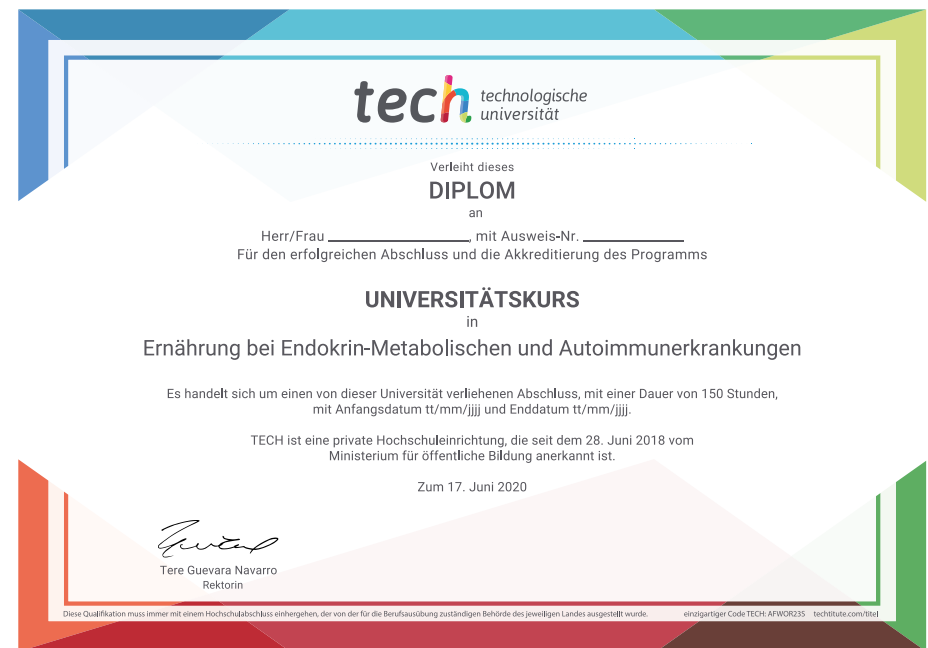 tech technologische
universität
Verleiht dieses
DIPLOM
an
Herr/Frau ________________, mit Ausweis-Nr. ________________
Für den erfolgreichen Abschluss und die Akkreditierung des Programms
UNIVERSITÄTSKURS
in
Ernährung bei Endokrin-Metabolischen und Autoimmunerkrankungen
Es handelt sich um einen von dieser Universität verliehenen Abschluss, mit einer Dauer von 150 Stunden,
mit Anfangsdatum tt/mm/jjjj und Enddatum tt/mm/jjjj.
TECH ist eine private Hochschuleinrichtung, die seit dem 28. Juni 2018 vom
Ministerium für öffentliche Bildung anerkannt ist.
Zum 17. Juni 2020
Tere Guevara Navarro
Rektorin
Diese Qualifikation muss immer mit einem Hochschulabschluss einhergehen, der von der für die Berufsausübung zuständigen Behörde des jeweiligen Landes ausgestellt wurde. einzigartiger Code TECH: AFWOR23S techtitute.com/titel